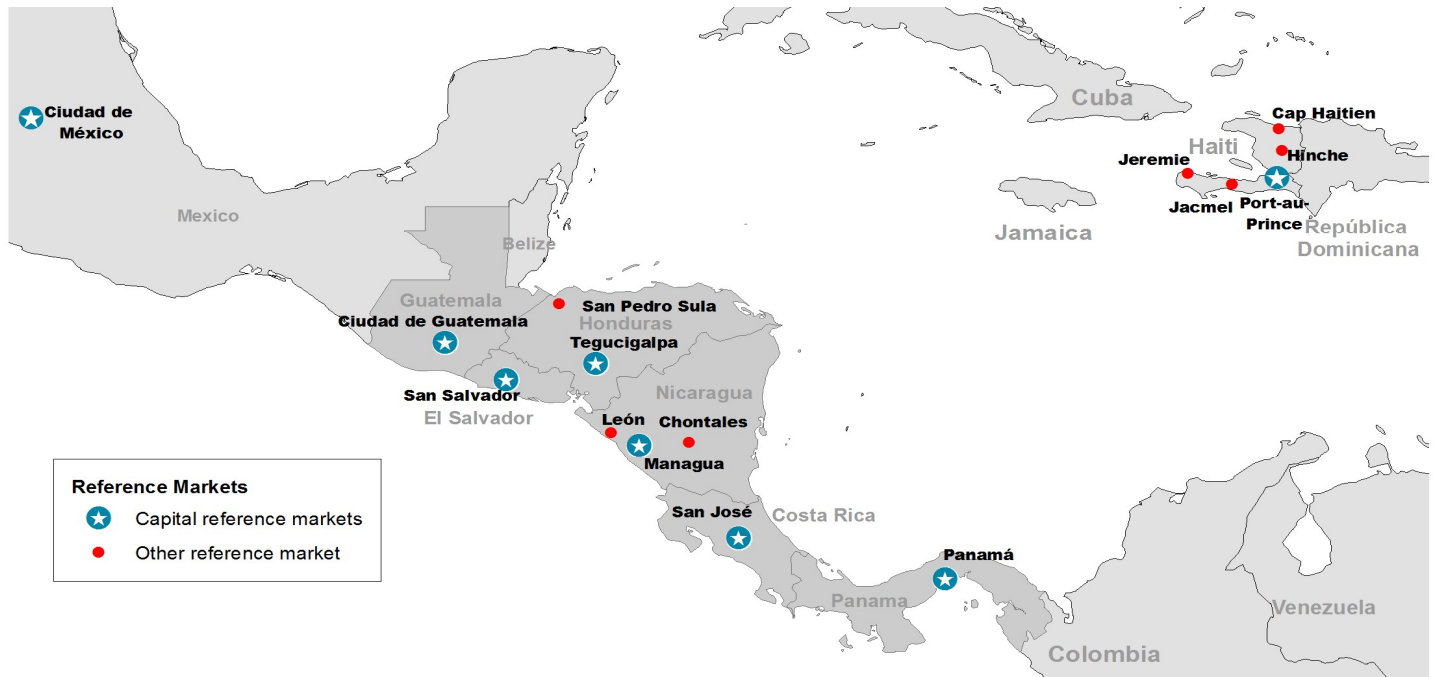 Ciudad de
México
Mexico
Belize
Guatemala
Ciudad de Guatemala
San Pedro Sula
Honduras
Tegucigalpa
San Salvador
El Salvador
Nicaragua
León
Chontales
Managua
San José
Costa Rica
Panamá
Panama
Cuba
Jamaica
Haiti
Cap Haitien
Hinche
Jeremie
Jacmel
Port-au-
Prince
República
Dominicana
Venezuela
Colombia
Reference Markets
Capital reference markets
Other reference market